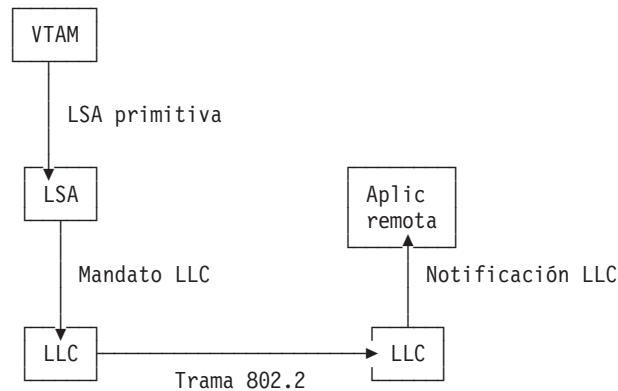 VTAM
LSA primitiva
LSA
Aplic
remota
Mandato LLC
Notificación LLC
LLC
LLC
Trama 802.2